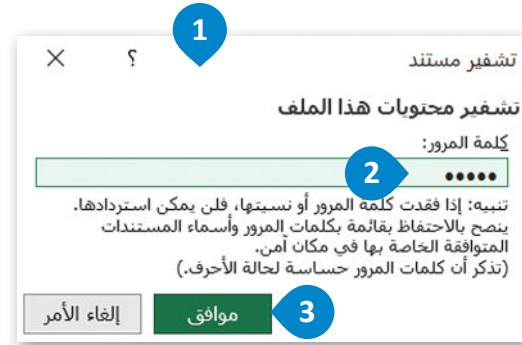 1
تشفير مستند ؟ ×
تشفير محتويات هذا الملف
كلمة المرور:
●●●●● 2
تنبيه: إذا فقدت كلمة المرور أو نسيتها، فلن يمكن استردادها.
ينصح بالاحتفاظ بقائمة بكلمات المرور وأسماء المستندات
المتوافقة الخاصة بها في مكان آمن.
(تذكر أن كلمات المرور حساسة لحالة الأحرف.)
3 موافق إلغاء الأمر